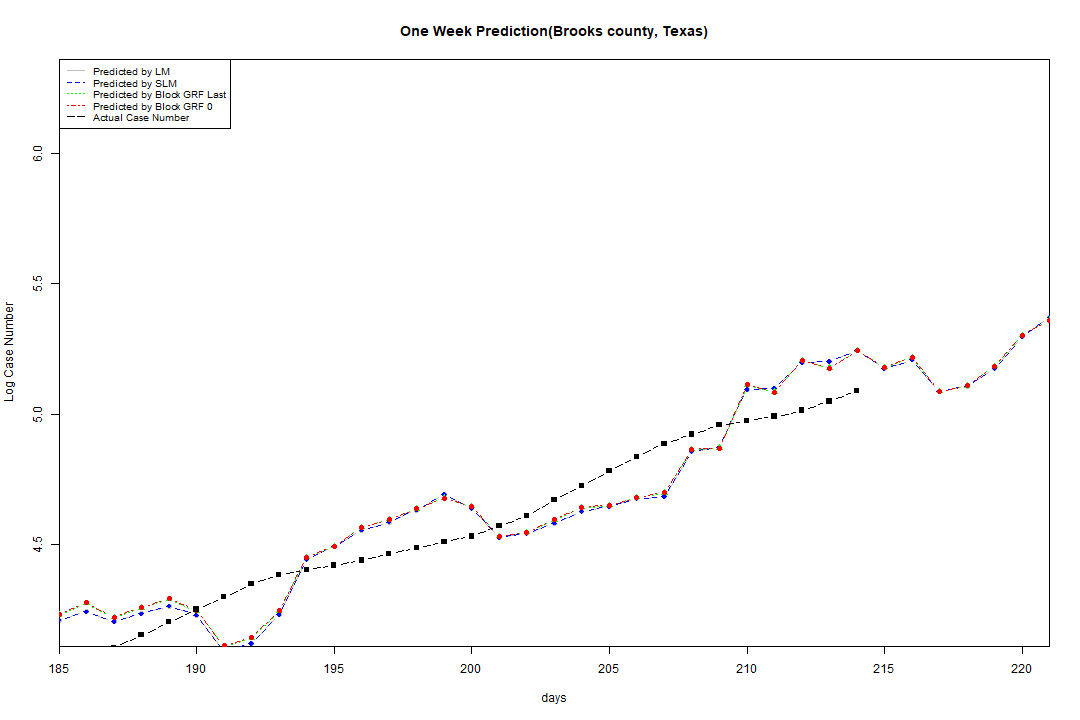 One Week Prediction(Brooks county, Texas)
Predicted by LM
Predicted by SLM
Predicted by Block GRF Last
Predicted by Block GRF 0
Actual Case Number
6.0
5.5
5.0
4.5
Log Case Number
185 190 195 200 205 210 215 220
days